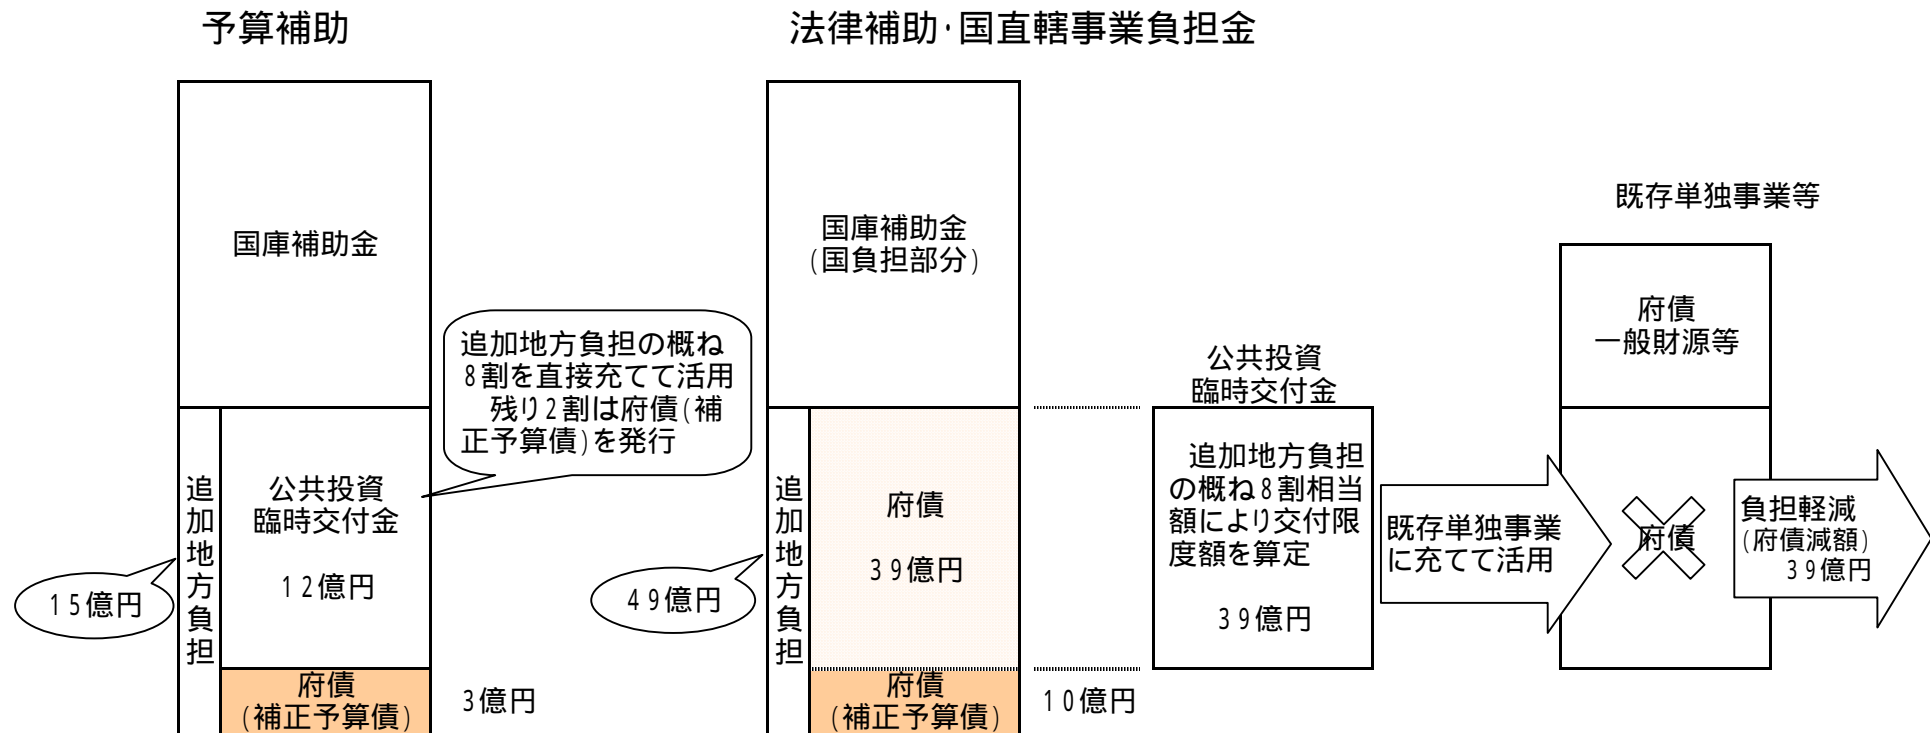 予算補助
国庫補助金
追加地方負担
15億円
公共投資
臨時交付金
12億円
府債
(補正予算債)
3億円
追加地方負担の概ね
8割を直接充てて活用
残り2割は府債(補
正予算債)を発行
法律補助・国直轄事業負担金
国庫補助金
(国負担部分)
追加地方負担
49億円
府債
39億円
府債
(補正予算債)
10億円
公共投資
臨時交付金
追加地方負担
の概ね8割相当
額により交付限
度額を算定
39億円
既存単独事業
に充てて活用
既存単独事業等
府債
一般財源等
府債
負担軽減
(府債減額)
39億円